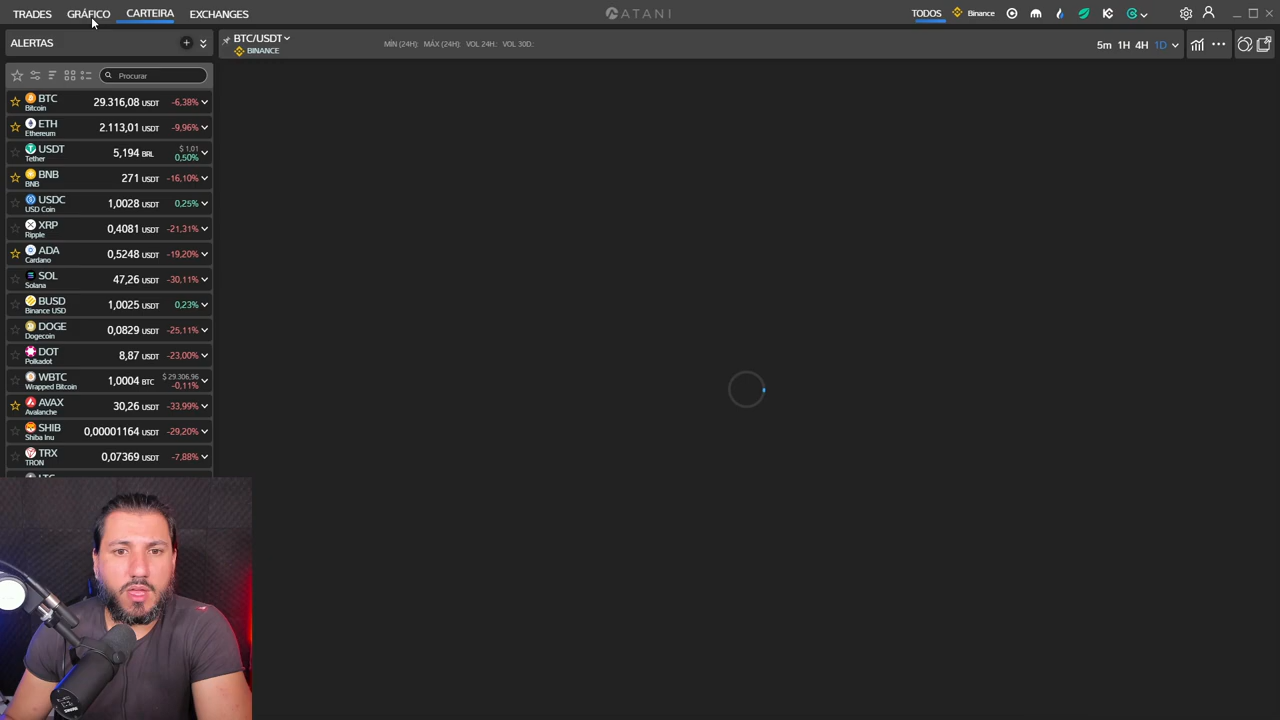 TRADES GRÁFICO CARTEIRA EXCHANGES ATANI TODOS Binance
ALERTAS
BTC/USDT
BINANCE
MÍN (24H): MÁX (24H): VOL 24H.: VOL 30D.:
5m 1H 4H 1D
Procurar
BTC
Bitcoin
29.316,08 USDT -6,38%
ETH
Ethereum
2.113,01 USDT -9,96%
USDT
Tether
5,194 BRL
$ 1,01
0,50%
BNB
BNB
271 USDT -16,10%
USDC
USD Coin
1,0028 USDT 0,25%
XRP
Ripple
0,4081 USDT -21,31%
ADA
Cardano
0,5248 USDT -19,20%
SOL
Solana
47,26 USDT -30,11%
BUSD
Binance USD
1,0025 USDT 0,23%
DOGE
Dogecoin
0,0829 USDT -25,11%
DOT
Polkadot
8,87 USDT -23,00%
WBTC
Wrapped Bitcoin
1,0004 BTC
$ 29.306,96
-0,11%
AVAX
Avalanche
30,26 USDT -33,99%
SHIB
Shiba Inu
0,00001164 USDT -29,20%
TRX
TRON
0,07369 USDT -7,88%